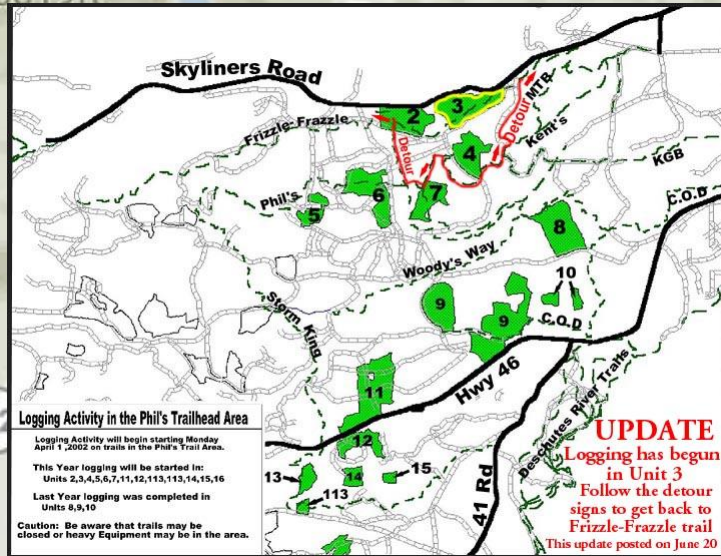 Skyliners Road
Frizzle-Frazzle
2
3
Detour
MTB
Detour
Kent's
4
KGB
C.O.D
Phil's
5
6
7
8
Woody's Way
10
Storm King
9
9
C.O.D
Hwy 46
11
12
13
14
15
113
41 Rd
Deschutes River Trails
Logging Activity in the Phil's Trailhead Area
Logging Activity will begin starting Monday
April 1 ,2002 on trails in the Phil's Trail Area.
This Year logging will be started in:
Units 2,3,4,5,6,7,11,12,113,113,14,15,16
Last Year logging was completed in
Units 8,9,10
Caution: Be aware that trails may be
closed or heavy Equipment may be in the area.
UPDATE
Logging has begun
in Unit 3
Follow the detour
signs to get back to
Frizzle-Frazzle trail
This update posted on June 20